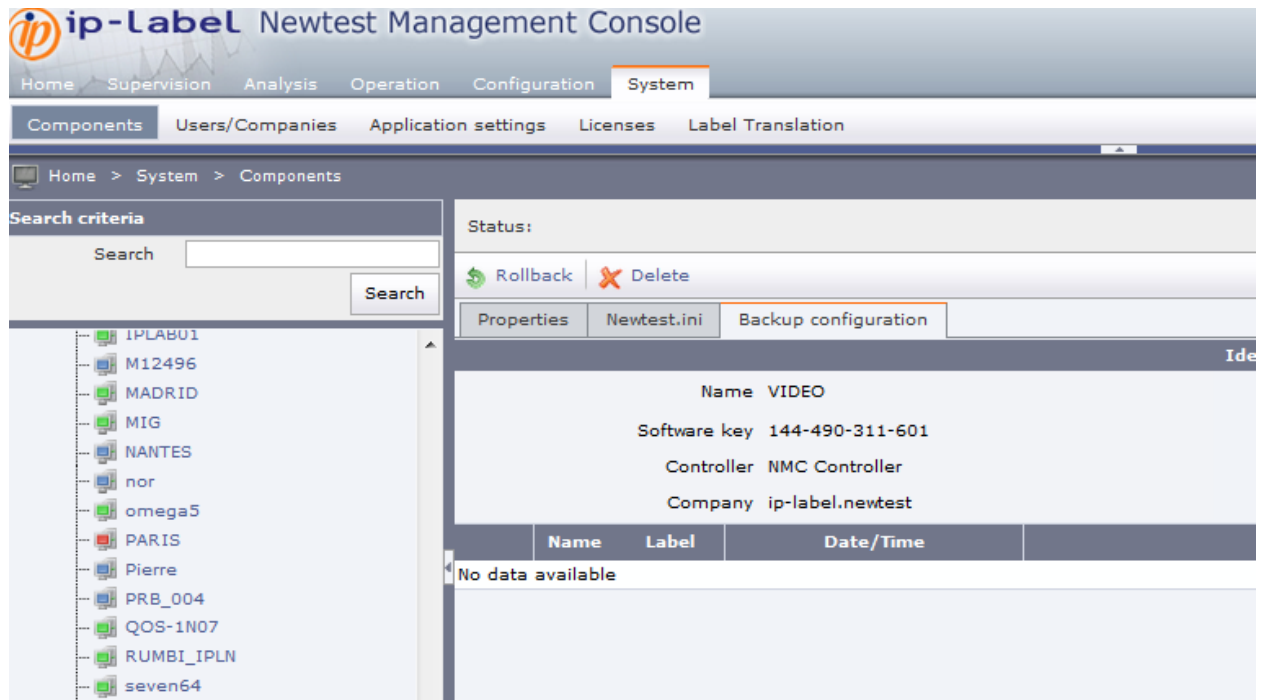 ip-Label Newtest Management Console
Home Supervision Analysis Operation Configuration System
Components Users/Companies Application settings Licenses Label Translation
Home > System > Components
Search criteria
Search
Search
IPLAB01
M12496
MADRID
MIG
NANTES
nor
omega5
PARIS
Pierre
PRB_004
QOS-1N07
RUMBI_IPLN
seven64
Status:
Rollback Delete
Properties Newtest.ini Backup configuration
Ide
Name VIDEO
Software key 144-490-311-601
Controller NMC Controller
Company ip-label.newtest
Name Label Date/Time
No data available